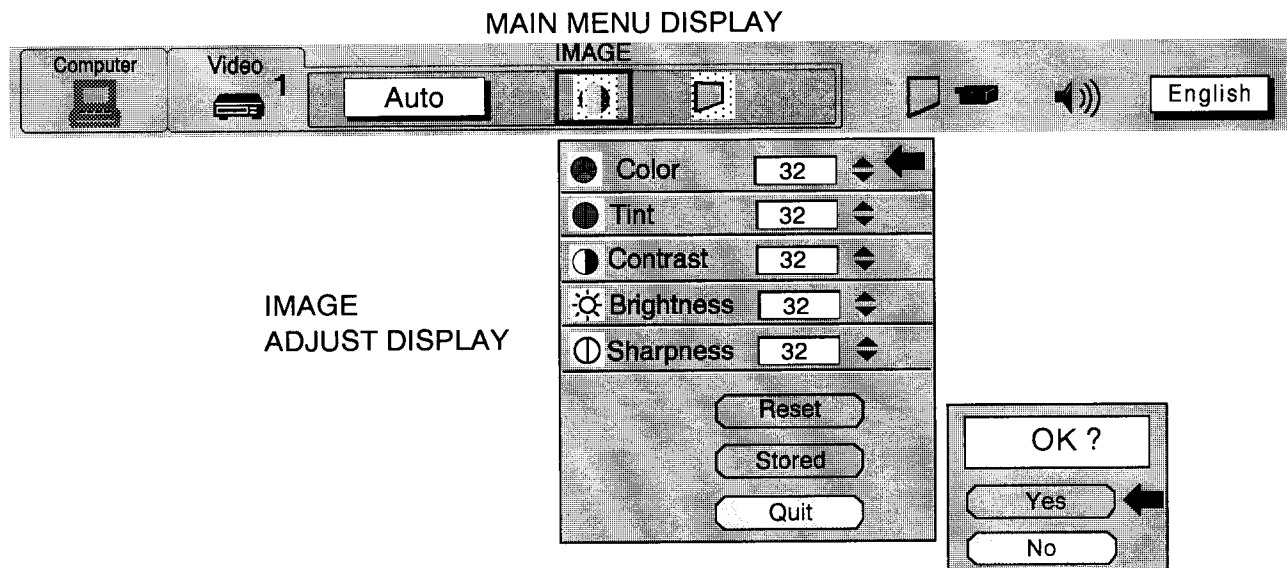 MAIN MENU DISPLAY
IMAGE
Computer
Video
1
Auto
English
Color 32
Tint 32
Contrast 32
Brightness 32
Sharpness 32
IMAGE
ADJUST DISPLAY
Reset
Stored
Quit
OK ?
Yes
No